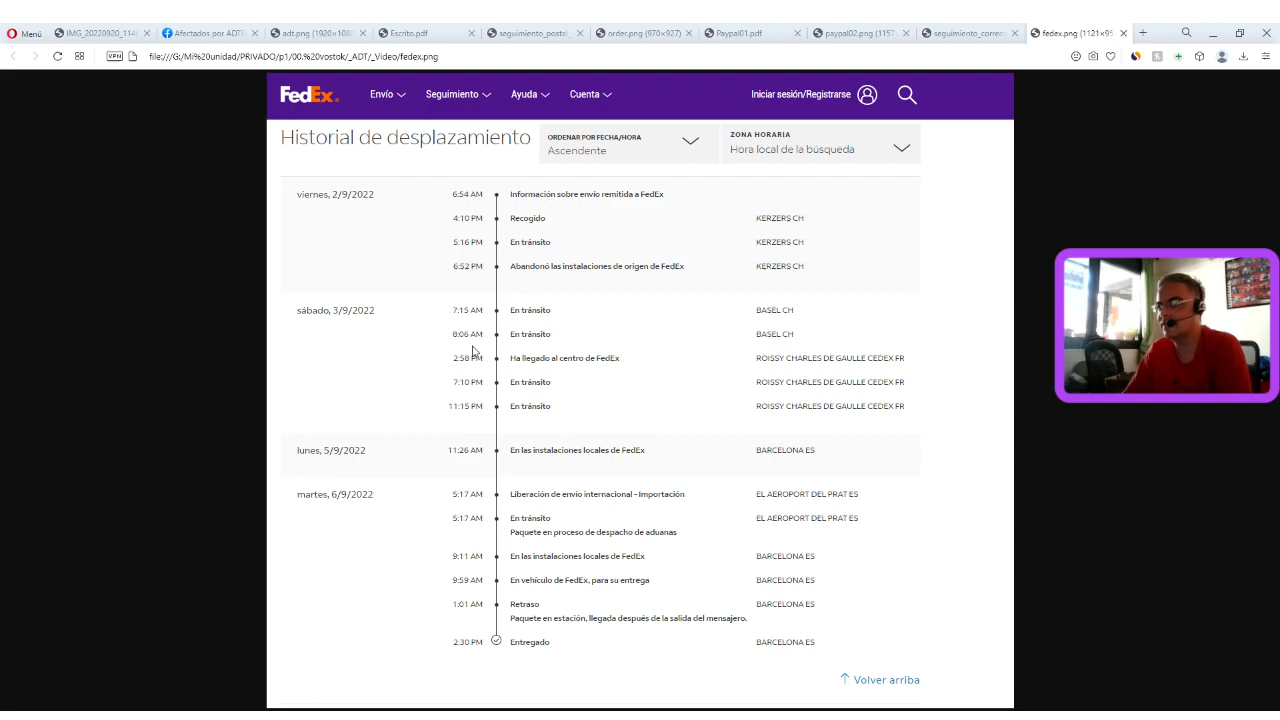 Menú
IMG_20220920_114
Afectados por ADT
adt.png (1920×1080
Escrito.pdf
seguimiento_postal
order.png (970×927)
Paypal01.pdf
paypal02.png (1157
seguimiento_correo
fedex.png (1121×95
VPN
file:///G:/Mi%20unidad/PRIVADO/p1/00.%20vostok/_ADT/_Video/fedex.png
FedEx
Envío
Seguimiento
Ayuda
Cuenta
Iniciar sesión/Registrarse
Historial de desplazamiento
ORDENAR POR FECHA/HORA
Ascendente
ZONA HORARIA
Hora local de la búsqueda
viernes, 2/9/2022 6:54 AM Información sobre envío remitida a FedEx
4:10 PM Recogido KERZERS CH
5:16 PM En tránsito KERZERS CH
6:52 PM Abandonó las instalaciones de origen de FedEx KERZERS CH
sábado, 3/9/2022 7:15 AM En tránsito BASEL CH
8:06 AM En tránsito BASEL CH
2:58 PM Ha llegado al centro de FedEx ROISSY CHARLES DE GAULLE CEDEX FR
7:10 PM En tránsito ROISSY CHARLES DE GAULLE CEDEX FR
11:15 PM En tránsito ROISSY CHARLES DE GAULLE CEDEX FR
lunes, 5/9/2022 11:26 AM En las instalaciones locales de FedEx BARCELONA ES
martes, 6/9/2022 5:17 AM Liberación de envío internacional - Importación EL AEROPORT DEL PRAT ES
5:17 AM En tránsito EL AEROPORT DEL PRAT ES
Paquete en proceso de despacho de aduanas
9:11 AM En las instalaciones locales de FedEx BARCELONA ES
9:59 AM En vehículo de FedEx, para su entrega BARCELONA ES
1:01 AM Retraso BARCELONA ES
Paquete en estación, llegada después de la salida del mensajero,
2:30 PM Entregado BARCELONA ES
Volver arriba